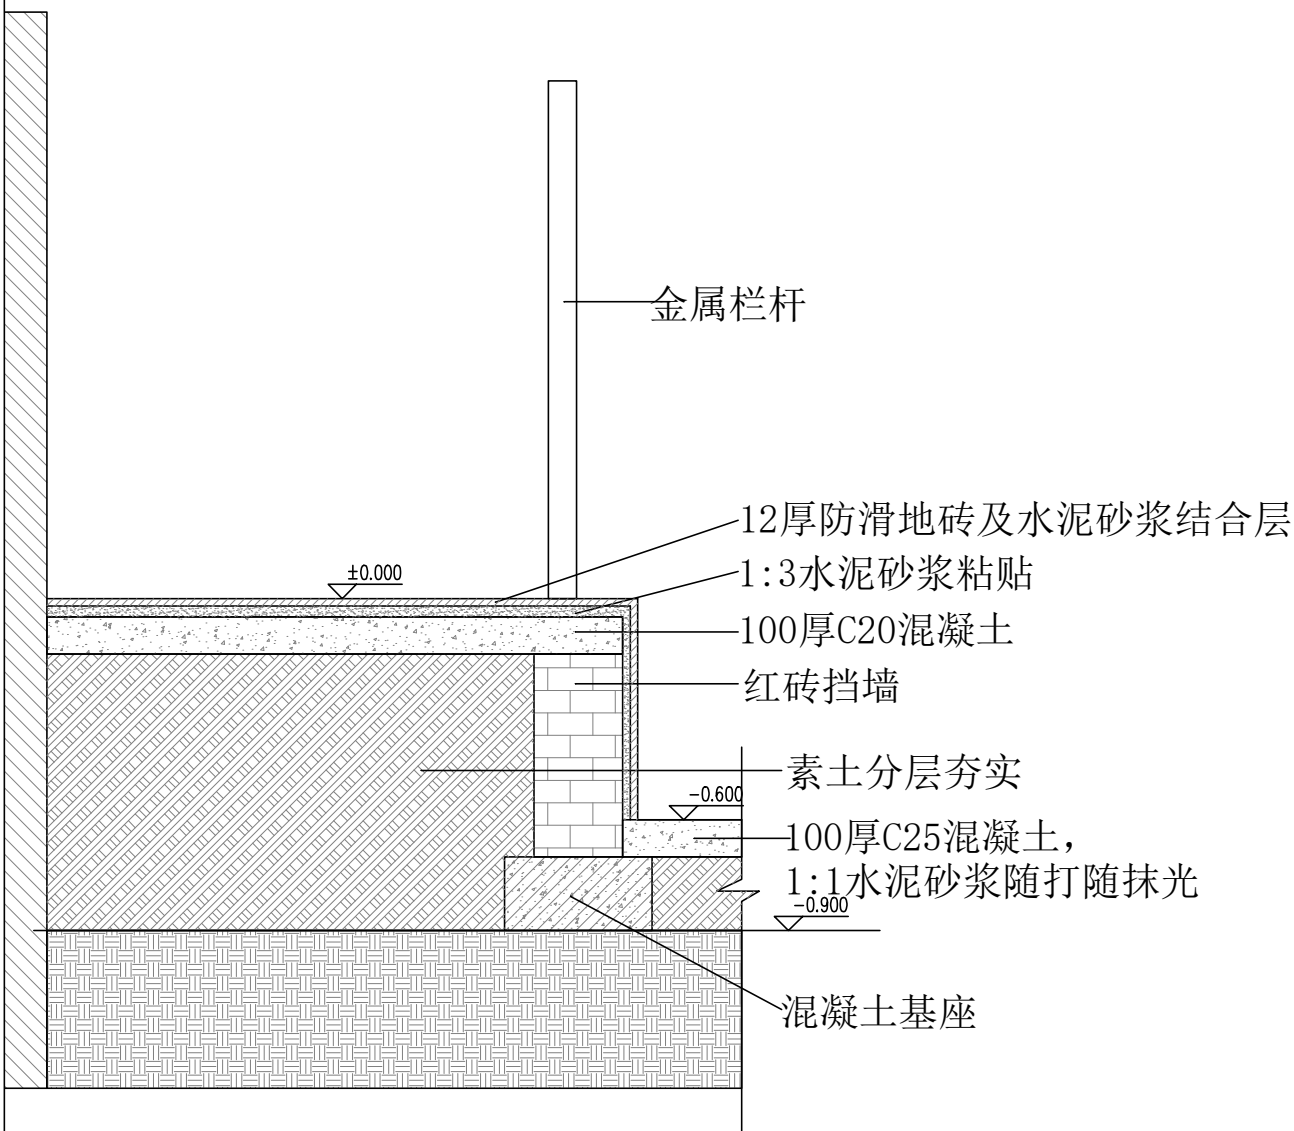 金属栏杆
12厚防滑地砖及水泥砂浆结合层
±0.000
1:3水泥砂浆粘贴
100厚C20混凝土
红砖挡墙
素土分层夯实
-0.600
100厚C25混凝土，
1:1水泥砂浆随打随抹光
-0.900
混凝土基座